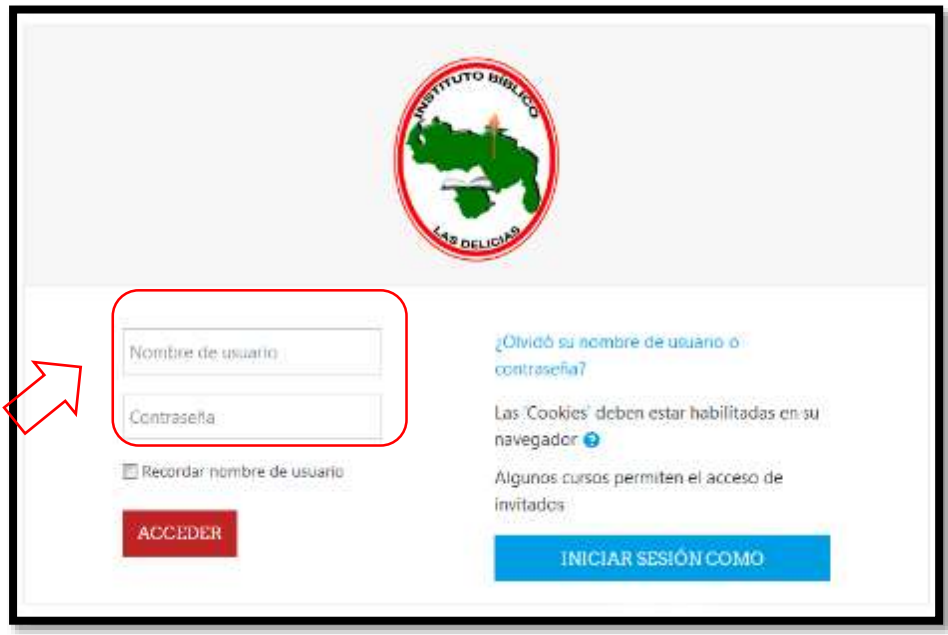 INSTITUTO BÍBLICO
LAS DELICIAS
Nombre de usuario
Contraseña
Recordar nombre de usuario
ACCEDER
¿Olvidó su nombre de usuario o
contraseña?
Las 'Cookies' deben estar habilitadas en su
navegador
Algunos cursos permiten el acceso de
invitados
INICIAR SESIÓN COMO